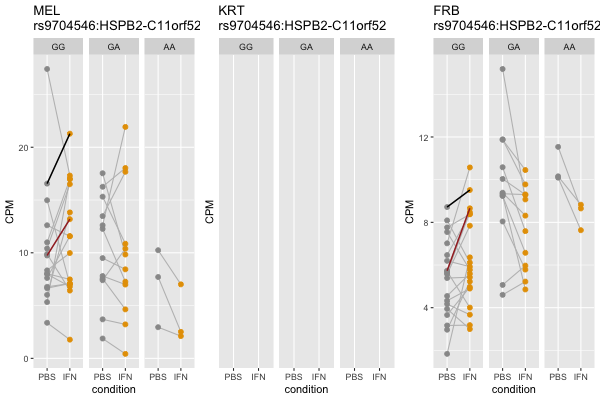 MEL
rs9704546:HSPB2-C11orf52
GG GA AA
CPM
20
10
0
PBS IFN PBS IFN PBS IFN
condition
KRT
rs9704546:HSPB2-C11orf52
GG GA AA
CPM
PBS IFN PBS IFN PBS IFN
condition
FRB
rs9704546:HSPB2-C11orf52
GG GA AA
CPM
12
8
4
PBS IFN PBS IFN PBS IFN
condition